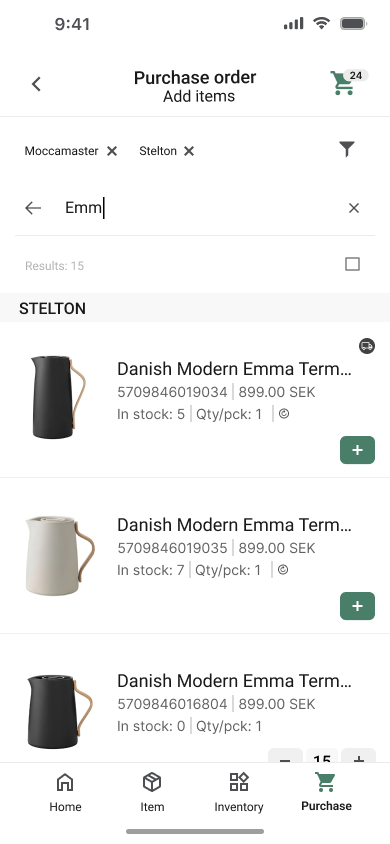 9:41
Purchase order
24
Add items
Moccamaster
Stelton
Emm
Results: 15
STELTON
Danish Modern Emma Term...
5709846019034 | 899.00 SEK
In stock: 5 | Qty/pck: 1 |
+
Danish Modern Emma Term...
5709846019035 | 899.00 SEK
In stock: 7 | Qty/pck: 1 |
+
Danish Modern Emma Term...
5709846016804 | 899.00 SEK
In stock: 0 | Qty/pck: 1
− 15 +
Home Item Inventory Purchase